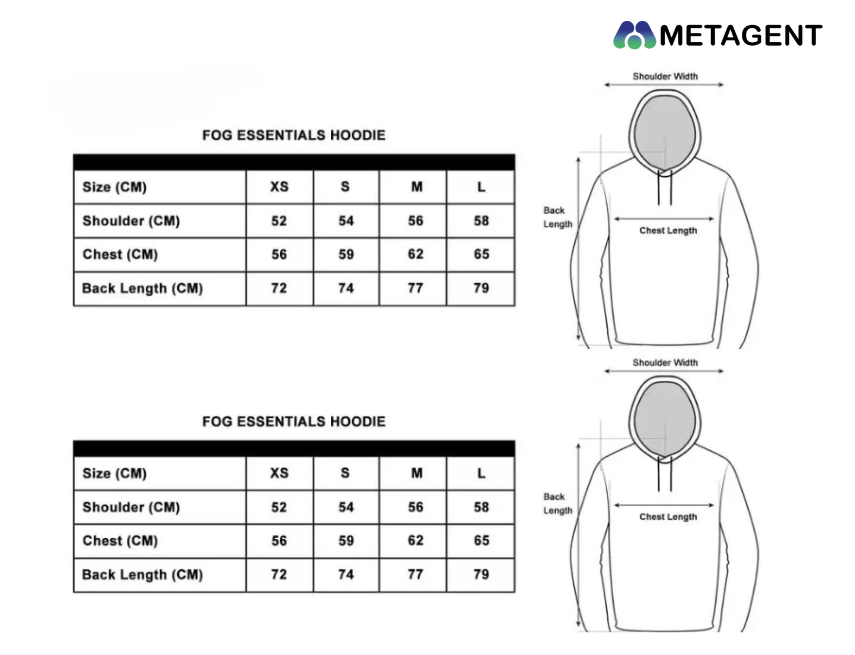 METAGENT
Shoulder Width
FOG ESSENTIALS HOODIE
Size (CM) XS S M L
Shoulder (CM) 52 54 56 58
Chest (CM) 56 59 62 65
Back Length (CM) 72 74 77 79
Back
Length
Chest Length
Shoulder Width
FOG ESSENTIALS HOODIE
Size (CM) XS S M L
Shoulder (CM) 52 54 56 58
Chest (CM) 56 59 62 65
Back Length (CM) 72 74 77 79
Back
Length
Chest Length